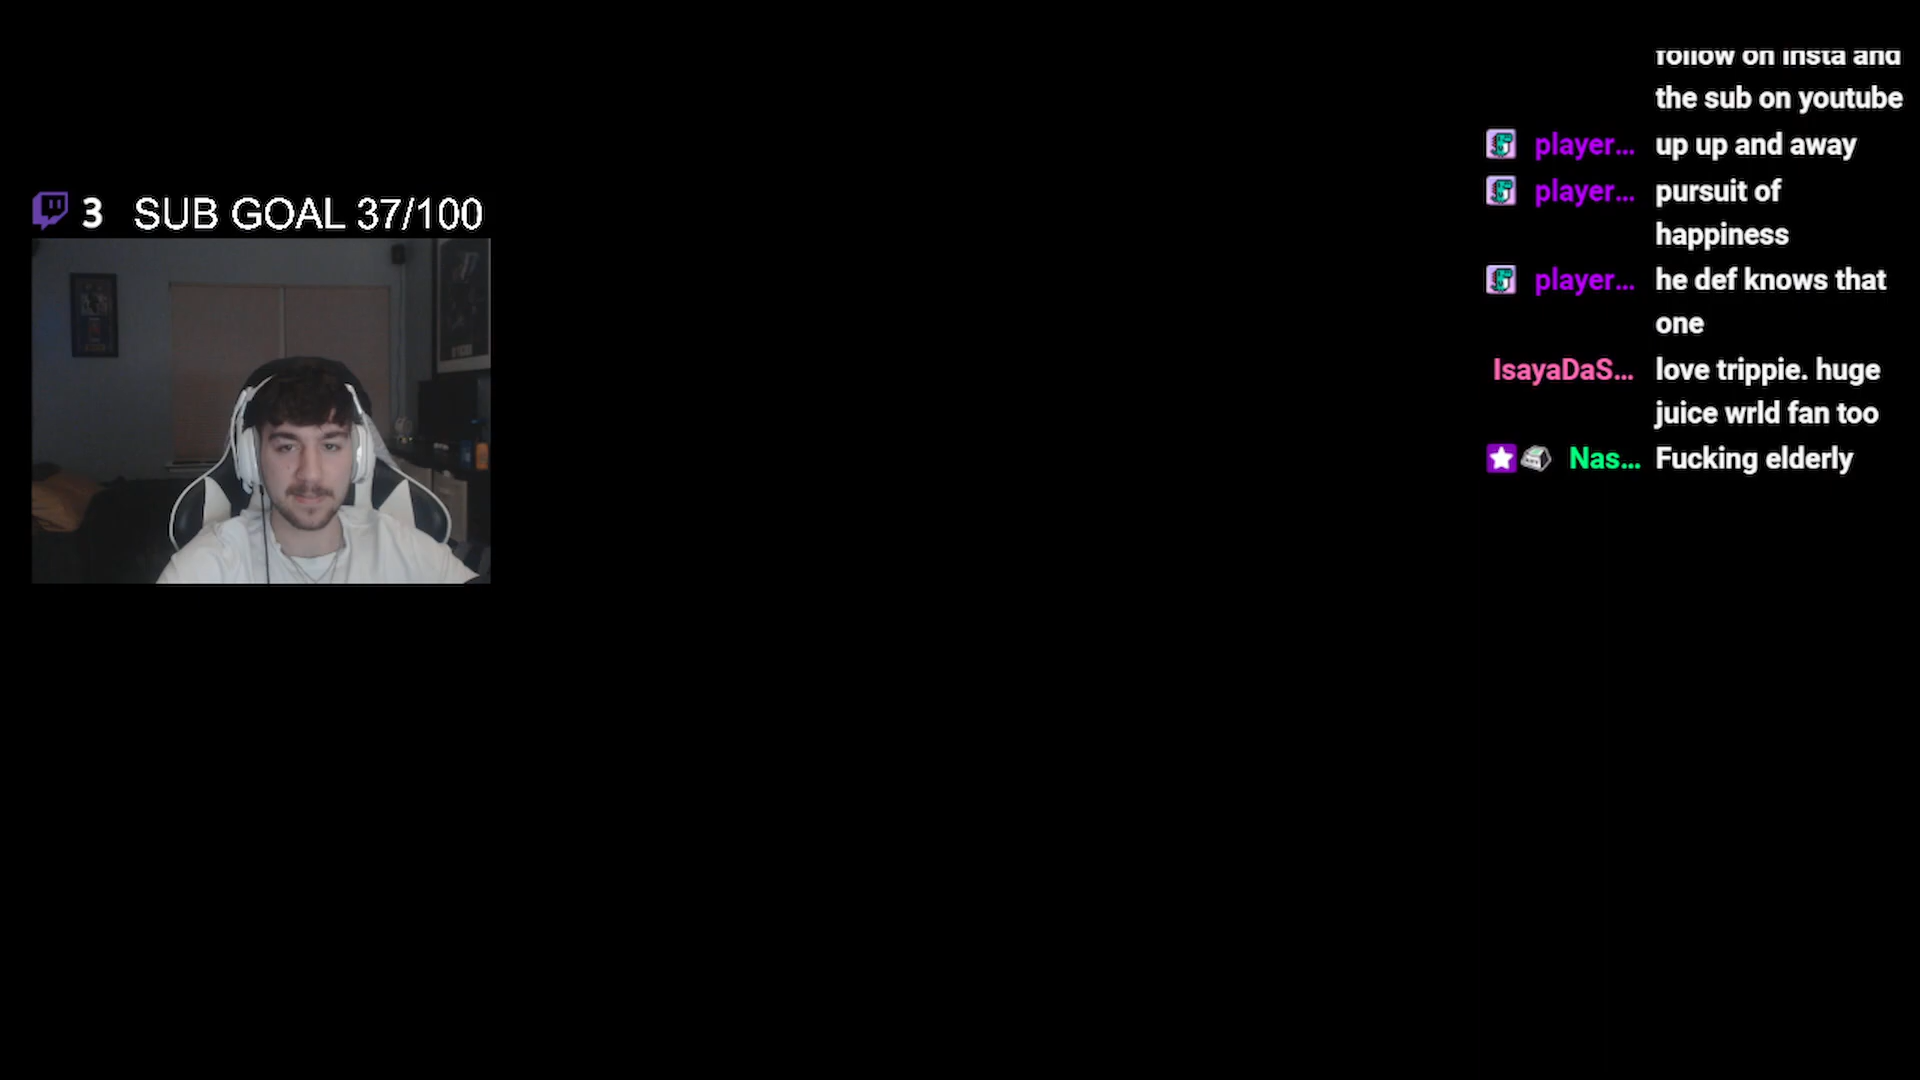 follow on insta and
the sub on youtube
player... up up and away
player... pursuit of
happiness
player... he def knows that
one
IsayaDaS... love trippie. huge
juice wrld fan too
Nas... Fucking elderly
3 SUB GOAL 37/100